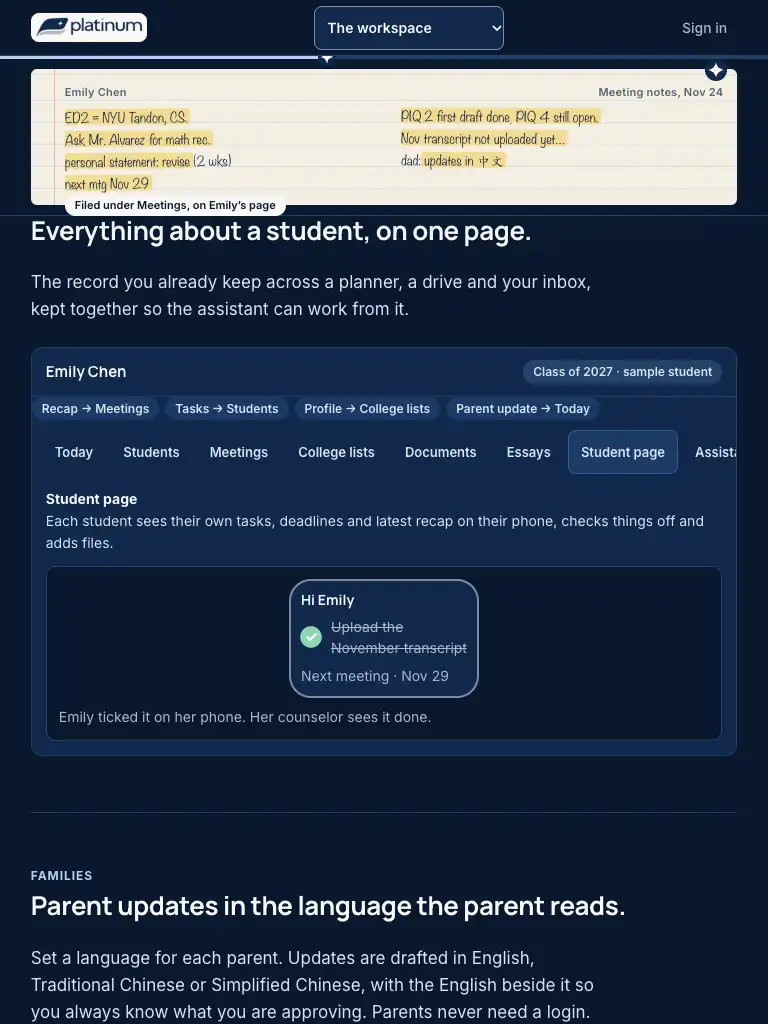 platinum
The workspace
Sign in
Emily Chen
Meeting notes, Nov 24
ED2 = NYU Tandon, CS.
Ask Mr. Alvarez for math rec.
personal statement: revise (2 wks)
next mtg Nov 29
PIQ 2 first draft done, PIQ 4 still open.
Nov transcript not uploaded yet...
dad: updates in 中文
Filed under Meetings, on Emily's page
Everything about a student, on one page.
The record you already keep across a planner, a drive and your inbox,
kept together so the assistant can work from it.
Emily Chen
Class of 2027 · sample student
Recap → Meetings
Tasks → Students
Profile → College lists
Parent update → Today
Today
Students
Meetings
College lists
Documents
Essays
Student page
Assista
Student page
Each student sees their own tasks, deadlines and latest recap on their phone, checks things off and
adds files.
Hi Emily
Upload the
November transcript
Next meeting · Nov 29
Emily ticked it on her phone. Her counselor sees it done.
FAMILIES
Parent updates in the language the parent reads.
Set a language for each parent. Updates are drafted in English,
Traditional Chinese or Simplified Chinese, with the English beside it so
you always know what you are approving. Parents never need a login.